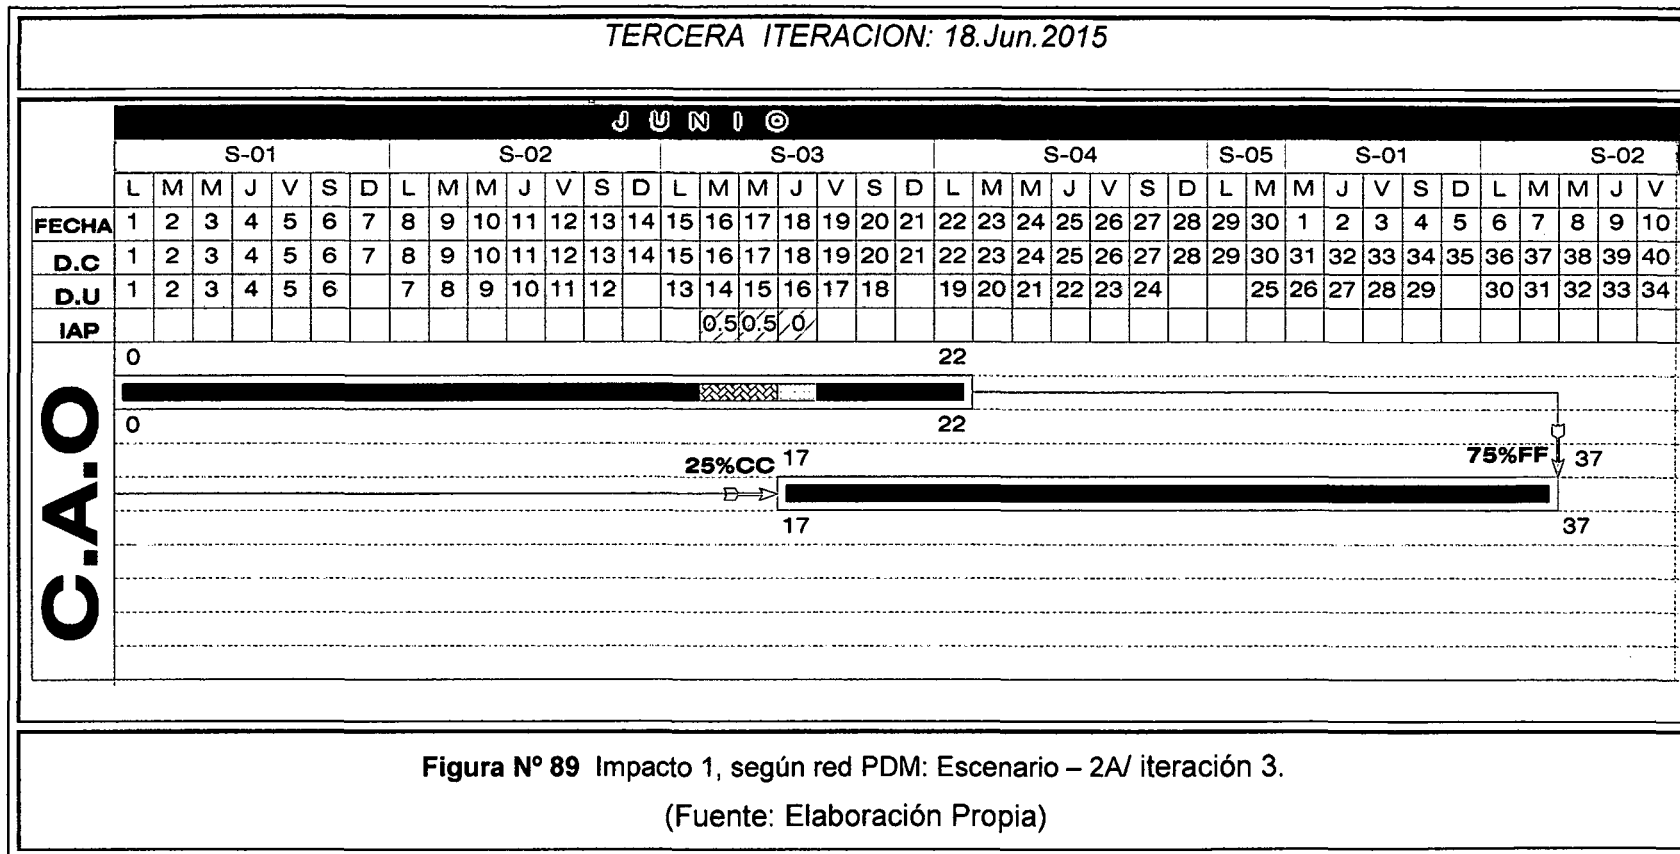 TERCERA ITERACION: 18.Jun.2015
JUNIO
S-01 S-02 S-03 S-04 S-05 S-01 S-02
L M M J V S D L M M J V S D L M M J V S D L M M J V S D L M M J V S D L M M J V
FECHA 1 2 3 4 5 6 7 8 9 10 11 12 13 14 15 16 17 18 19 20 21 22 23 24 25 26 27 28 29 30 1 2 3 4 5 6 7 8 9 10
D.C 1 2 3 4 5 6 7 8 9 10 11 12 13 14 15 16 17 18 19 20 21 22 23 24 25 26 27 28 29 30 31 32 33 34 35 36 37 38 39 40
D.U 1 2 3 4 5 6 7 8 9 10 11 12 13 14 15 16 17 18 19 20 21 22 23 24 25 26 27 28 29 30 31 32 33 34
IAP 0.5 0.5 0
C.A.O
0 22
0 22
25%CC 17 75%FF 37
17 37
Figura Nº 89 Impacto 1, según red PDM: Escenario – 2A/ iteración 3.
(Fuente: Elaboración Propia)